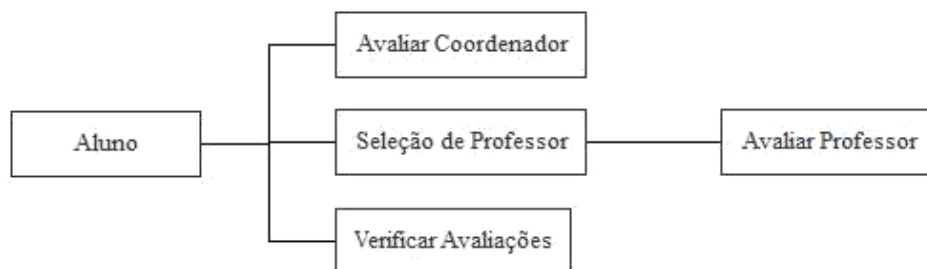 Avaliar Coordenador
Aluno
Seleção de Professor
Avaliar Professor
Verificar Avaliações